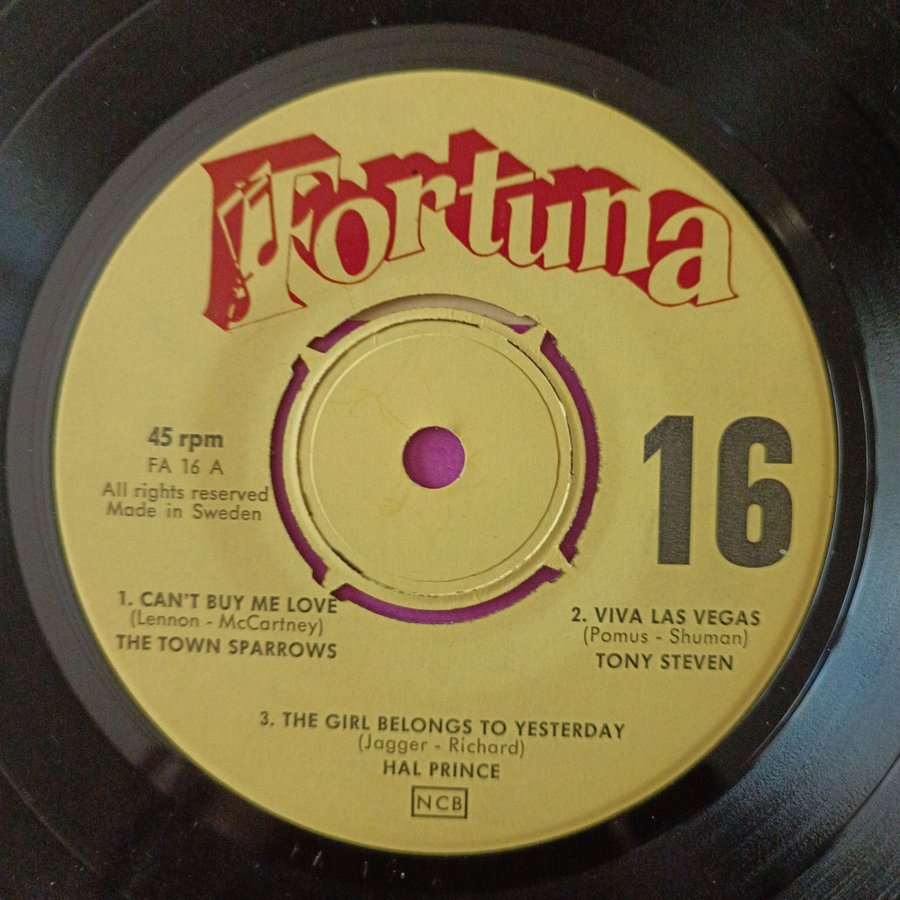 Fortuna
45 rpm
FA 16 A
All rights reserved
Made in Sweden
16
1. CAN'T BUY ME LOVE
(Lennon - McCartney)
THE TOWN SPARROWS
2. VIVA LAS VEGAS
(Pomus - Shuman)
TONY STEVEN
3. THE GIRL BELONGS TO YESTERDAY
(Jagger - Richard)
HAL PRINCE
NCB